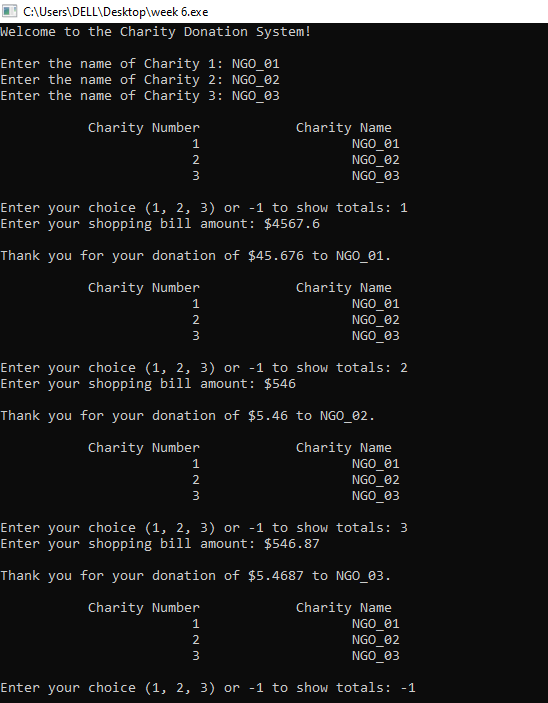 C:\Users\DELL\Desktop\week 6.exe
Welcome to the Charity Donation System!
Enter the name of Charity 1: NGO_01
Enter the name of Charity 2: NGO_02
Enter the name of Charity 3: NGO_03
Charity Number Charity Name
1 NGO_01
2 NGO_02
3 NGO_03
Enter your choice (1, 2, 3) or -1 to show totals: 1
Enter your shopping bill amount: $4567.6
Thank you for your donation of $45.676 to NGO_01.
Charity Number Charity Name
1 NGO_01
2 NGO_02
3 NGO_03
Enter your choice (1, 2, 3) or -1 to show totals: 2
Enter your shopping bill amount: $546
Thank you for your donation of $5.46 to NGO_02.
Charity Number Charity Name
1 NGO_01
2 NGO_02
3 NGO_03
Enter your choice (1, 2, 3) or -1 to show totals: 3
Enter your shopping bill amount: $546.87
Thank you for your donation of $5.4687 to NGO_03.
Charity Number Charity Name
1 NGO_01
2 NGO_02
3 NGO_03
Enter your choice (1, 2, 3) or -1 to show totals: -1